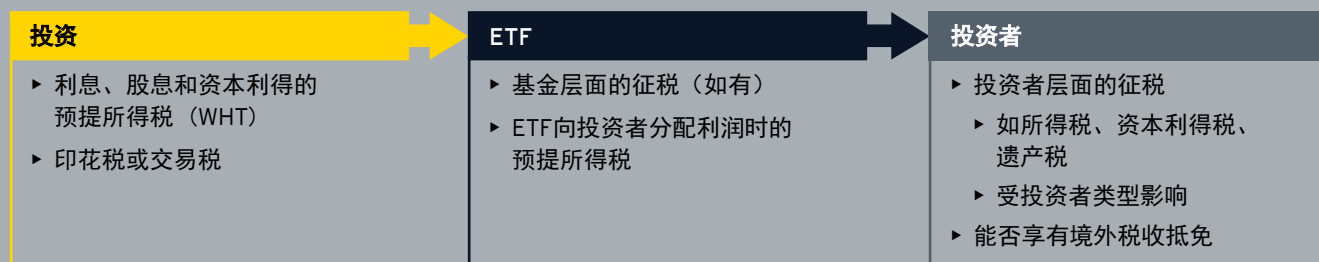 投资
▸ 利息、股息和资本利得的
预提所得税（WHT）
▸ 印花税或交易税
ETF
▸ 基金层面的征税（如有）
▸ ETF向投资者分配利润时的
预提所得税
投资者
▸ 投资者层面的征税
▸ 如所得税、资本利得税、
遗产税
▸ 受投资者类型影响
▸ 能否享有境外税收抵免